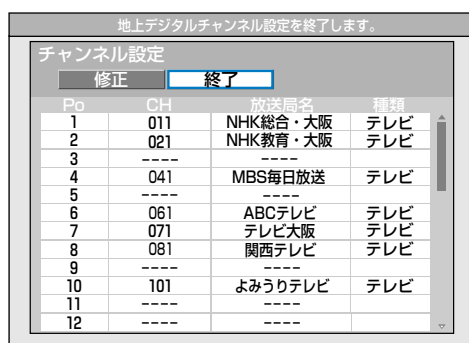 地上デジタルチャンネル設定を終了します。
チャンネル設定
修正 終了
Po CH 放送局名 種類
1 011 NHK総合・大阪 テレビ
2 021 NHK教育・大阪 テレビ
3 ---- ----
4 041 MBS毎日放送 テレビ
5 ---- ----
6 061 ABCテレビ テレビ
7 071 テレビ大阪 テレビ
8 081 関西テレビ テレビ
9 ---- ----
10 101 よみうりテレビ テレビ
11 ---- ----
12 ---- ----